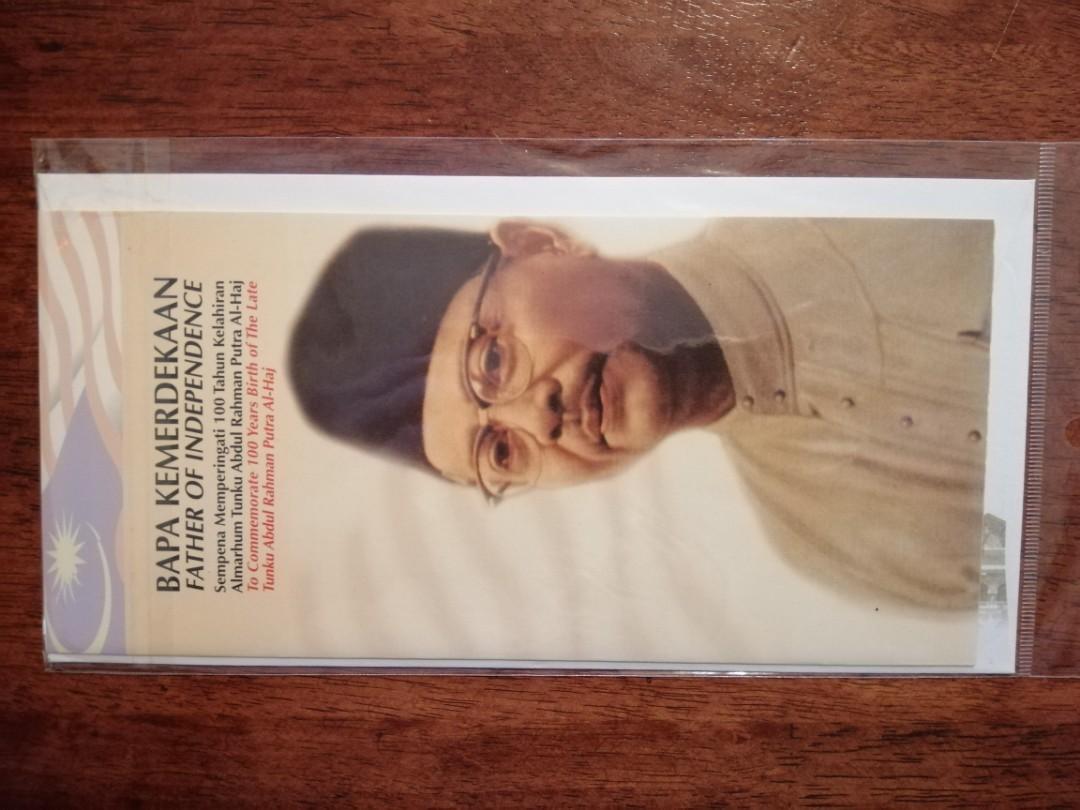 BAPA KEMERDEKAAN
FATHER OF INDEPENDENCE
Sempena Memperingati 100 Tahun Kelahiran
Almarhum Tunku Abdul Rahman Putra Al-Haj
To Commemorate 100 Years Birth of The Late
Tunku Abdul Rahman Putra Al-Haj